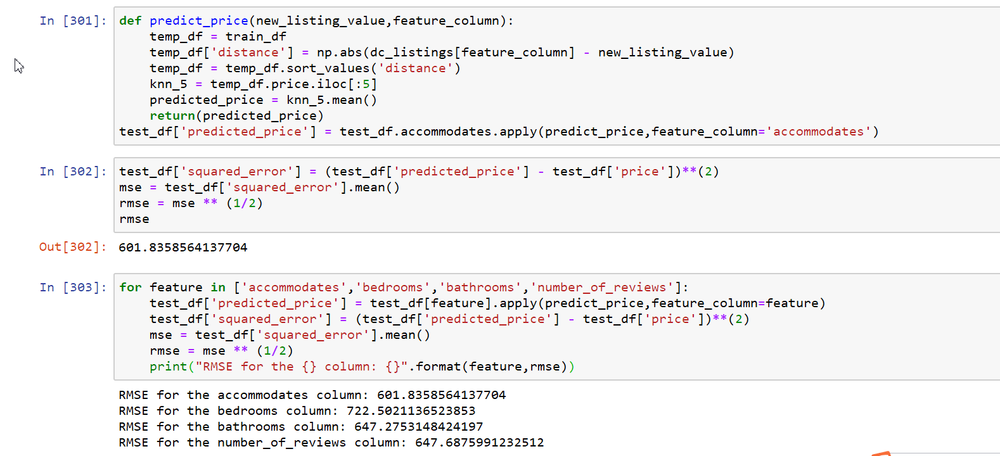 In [301]: def predict_price(new_listing_value,feature_column):
    temp_df = train_df
    temp_df['distance'] = np.abs(dc_listings[feature_column] - new_listing_value)
    temp_df = temp_df.sort_values('distance')
    knn_5 = temp_df.price.iloc[:5]
    predicted_price = knn_5.mean()
    return(predicted_price)
test_df['predicted_price'] = test_df.accommodates.apply(predict_price,feature_column='accommodates')
In [302]: test_df['squared_error'] = (test_df['predicted_price'] - test_df['price'])**(2)
mse = test_df['squared_error'].mean()
rmse = mse ** (1/2)
rmse
Out[302]: 601.8358564137704
In [303]: for feature in ['accommodates','bedrooms','bathrooms','number_of_reviews']:
    test_df['predicted_price'] = test_df[feature].apply(predict_price,feature_column=feature)
    test_df['squared_error'] = (test_df['predicted_price'] - test_df['price'])**(2)
    mse = test_df['squared_error'].mean()
    rmse = mse ** (1/2)
    print("RMSE for the {} column: {}".format(feature,rmse))
RMSE for the accommodates column: 601.8358564137704
RMSE for the bedrooms column: 722.5021136523853
RMSE for the bathrooms column: 647.2753148424197
RMSE for the number_of_reviews column: 647.6875991232512